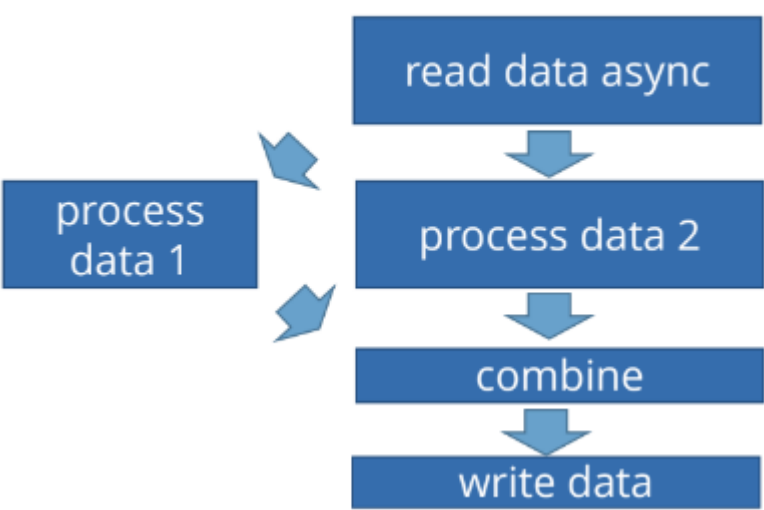 read data async
process
data 1
process data 2
combine
write data